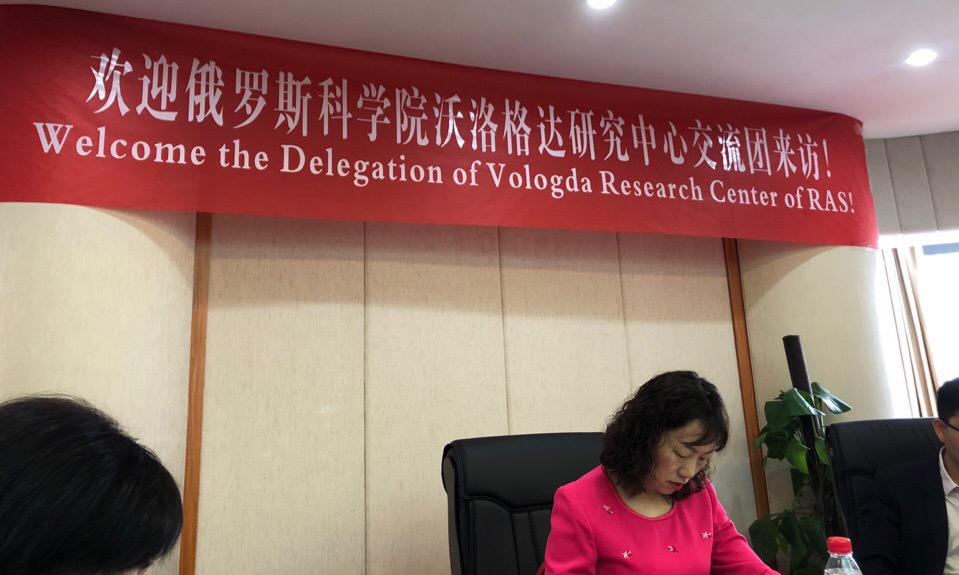 欢迎俄罗斯科学院沃洛格达研究中心交流团来访！
Welcome the Delegation of Vologda Research Center of RAS!